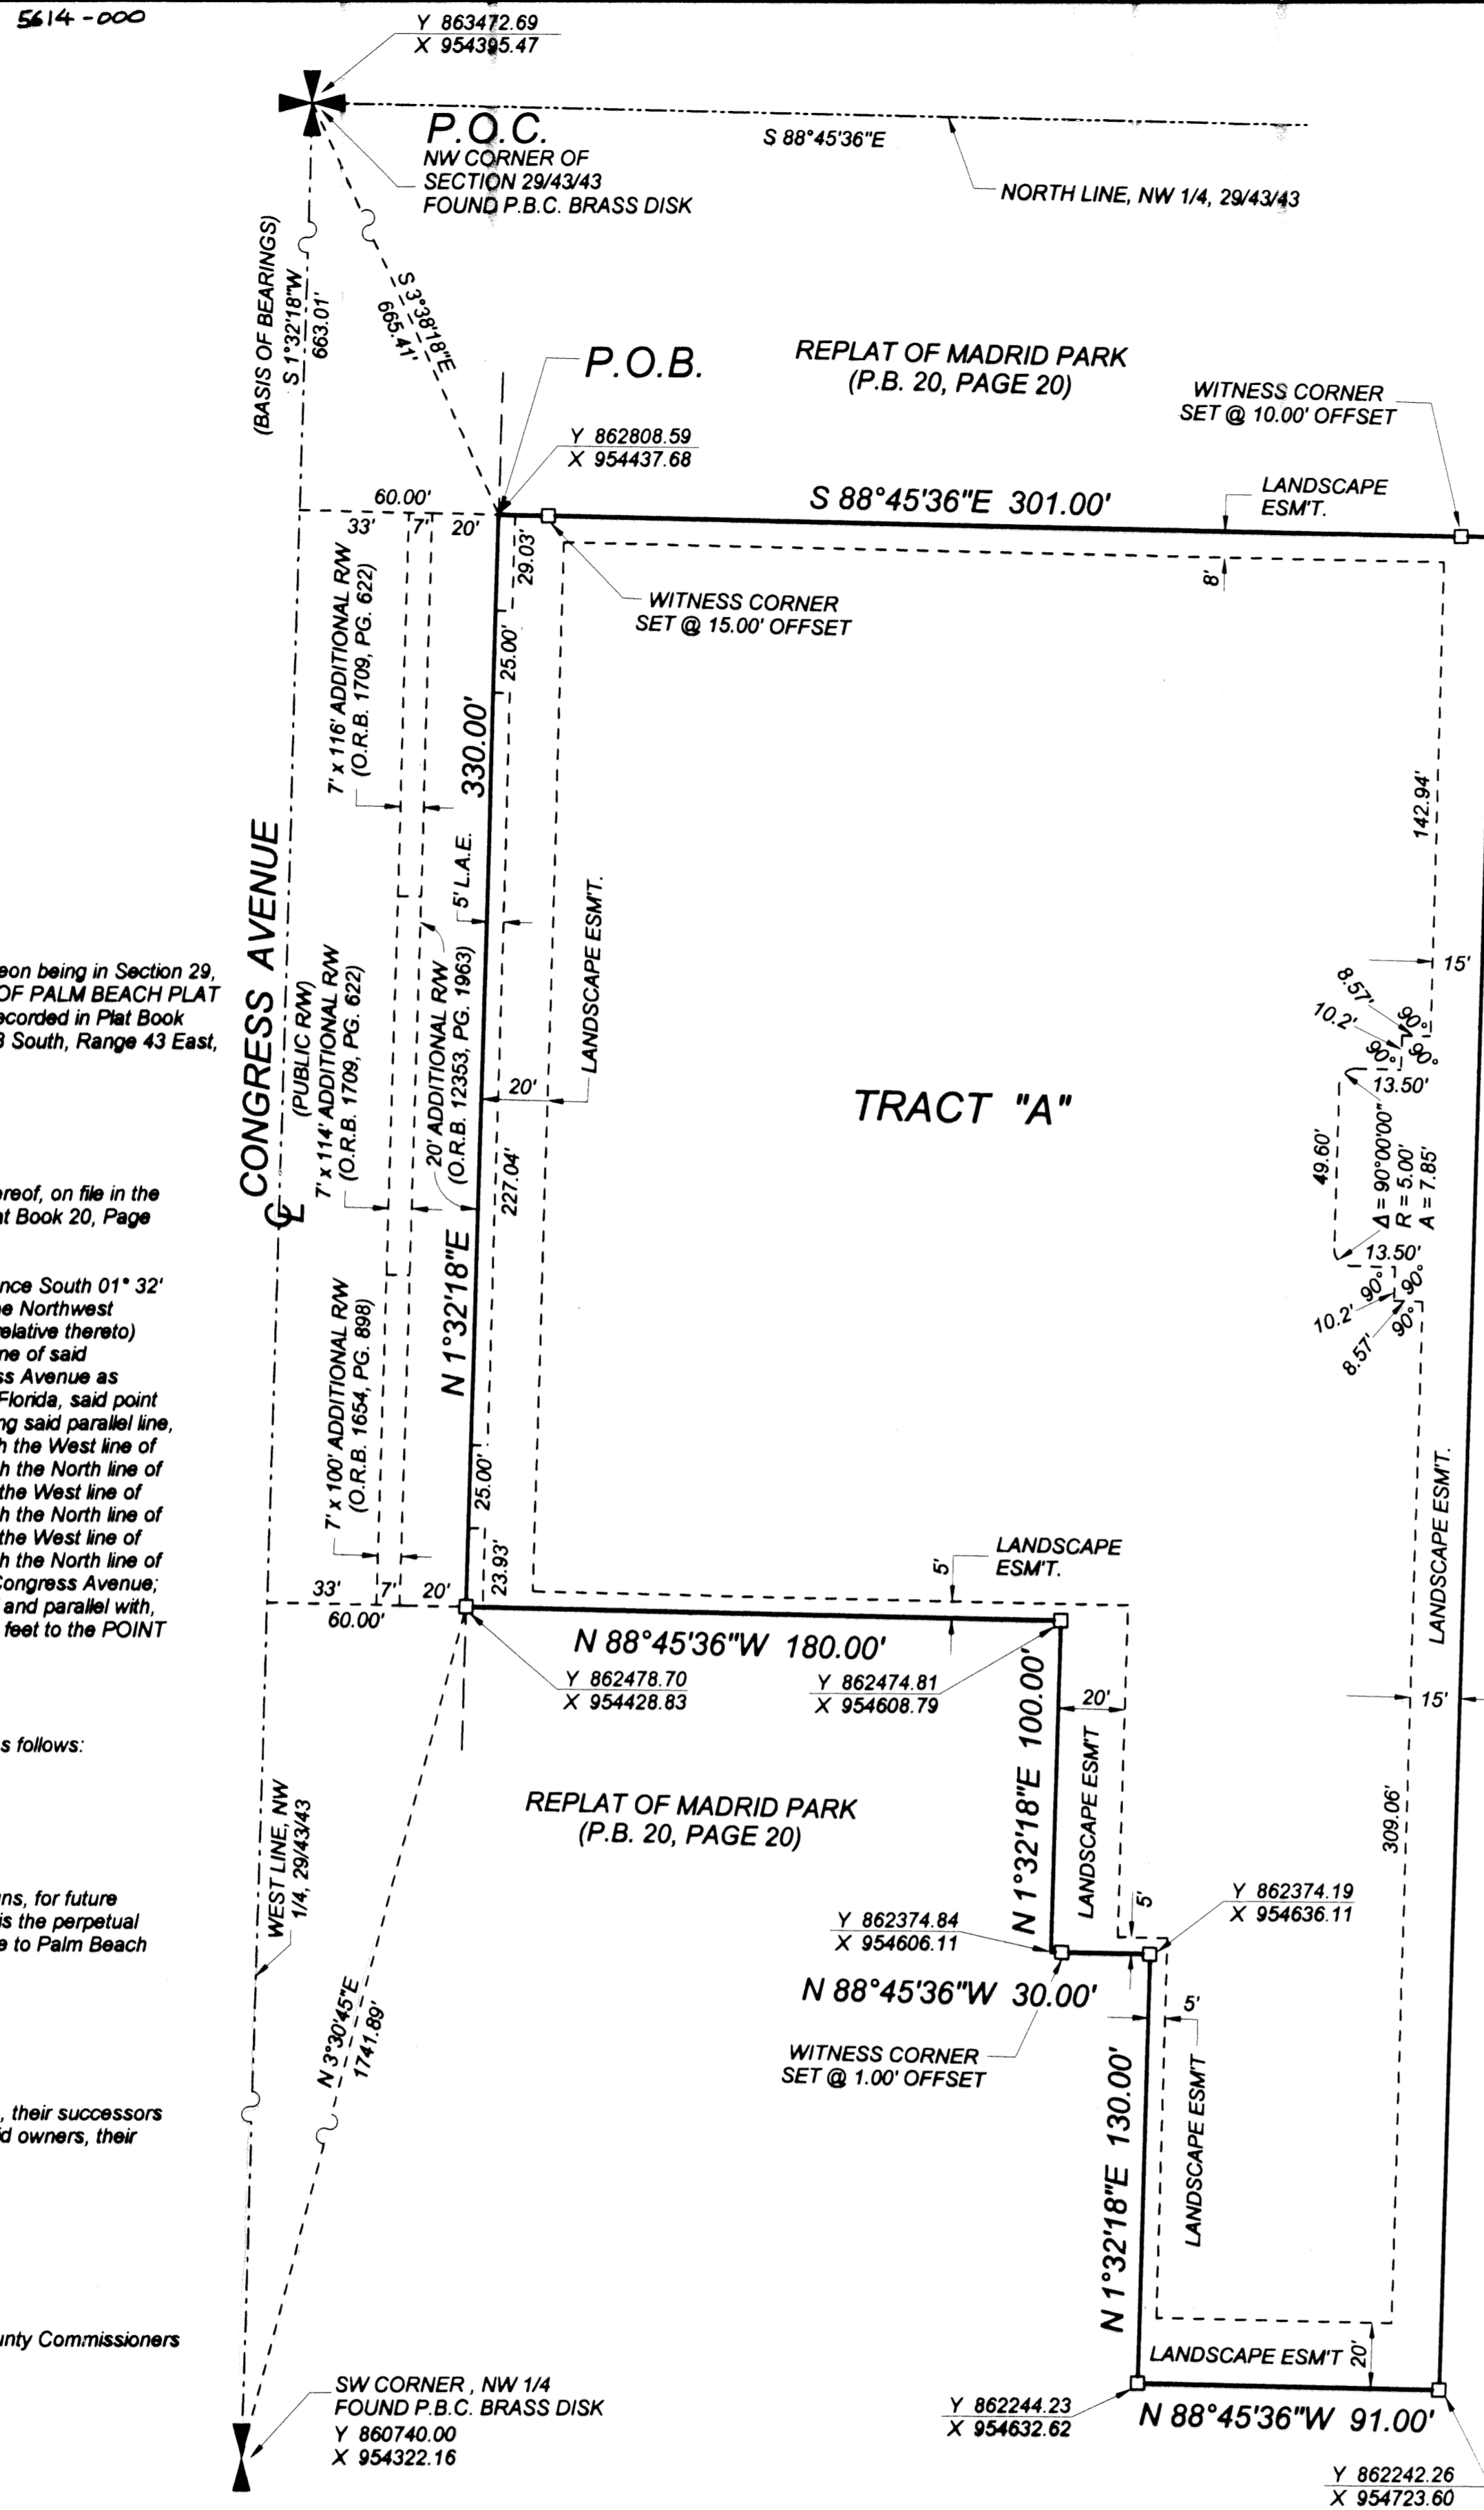 5614-000
Y 863472.69
X 954395.47
P.O.C.
NW CORNER OF
SECTION 29/43/43
FOUND P.B.C. BRASS DISK
S 88°45'36"E
NORTH LINE, NW 1/4, 29/43/43
(BASIS OF BEARINGS)
S 1°32'18"W
663.01'
S 3°38'18"E
665.41'
P.O.B.
REPLAT OF MADRID PARK
(P.B. 20, PAGE 20)
WITNESS CORNER
SET @ 10.00' OFFSET
Y 862808.59
X 954437.68
60.00'
33'
7'
20'
S 88°45'36"E 301.00'
LANDSCAPE
ESM'T.
8'
29.03'
WITNESS CORNER
SET @ 15.00' OFFSET
25.00'
7' x 116' ADDITIONAL R/W
(O.R.B. 1709, PG. 622)
330.00'
5' L.A.E.
LANDSCAPE ESM'T.
142.94'
CONGRESS AVENUE
(PUBLIC R/W)
℄
7' x 114' ADDITIONAL R/W
(O.R.B. 1709, PG. 622)
20' ADDITIONAL R/W
(O.R.B. 12353, PG. 1963)
20'
227.04'
TRACT "A"
15'
8.57'
10.2'
90°
90°
90°
13.50'
49.60'
Δ = 90°00'00"
R = 5.00'
A = 7.85'
13.50'
90°
90°
90°
10.2'
8.57'
eon being in Section 29,
OF PALM BEACH PLAT
ecorded in Plat Book
3 South, Range 43 East,
ereof, on file in the
at Book 20, Page
nce South 01° 32'
he Northwest
relative thereto)
ne of said
ss Avenue as
Florida, said point
ng said parallel line,
h the West line of
h the North line of
the West line of
h the North line of
the West line of
h the North line of
Congress Avenue;
and parallel with,
feet to the POINT
s follows:
ns, for future
is the perpetual
e to Palm Beach
, their successors
id owners, their
unty Commissioners
N 1°32'18"E
7' x 100' ADDITIONAL R/W
(O.R.B. 1654, PG. 898)
25.00'
23.93'
33'
7'
20'
60.00'
5'
LANDSCAPE
ESM'T.
LANDSCAPE ESM'T.
N 88°45'36"W 180.00'
Y 862478.70
X 954428.83
Y 862474.81
X 954608.79
20'
15'
N 1°32'18"E 100.00'
LANDSCAPE ESM'T
WEST LINE, NW
1/4, 29/43/43
REPLAT OF MADRID PARK
(P.B. 20, PAGE 20)
309.06'
5'
Y 862374.19
X 954636.11
Y 862374.84
X 954606.11
N 88°45'36"W 30.00'
N 3°30'45"E
1741.89'
5'
WITNESS CORNER
SET @ 1.00' OFFSET
N 1°32'18"E 130.00'
LANDSCAPE ESM'T
LANDSCAPE ESM'T
20'
SW CORNER , NW 1/4
FOUND P.B.C. BRASS DISK
Y 860740.00
X 954322.16
Y 862244.23
X 954632.62
N 88°45'36"W 91.00'
Y 862242.26
X 954723.60